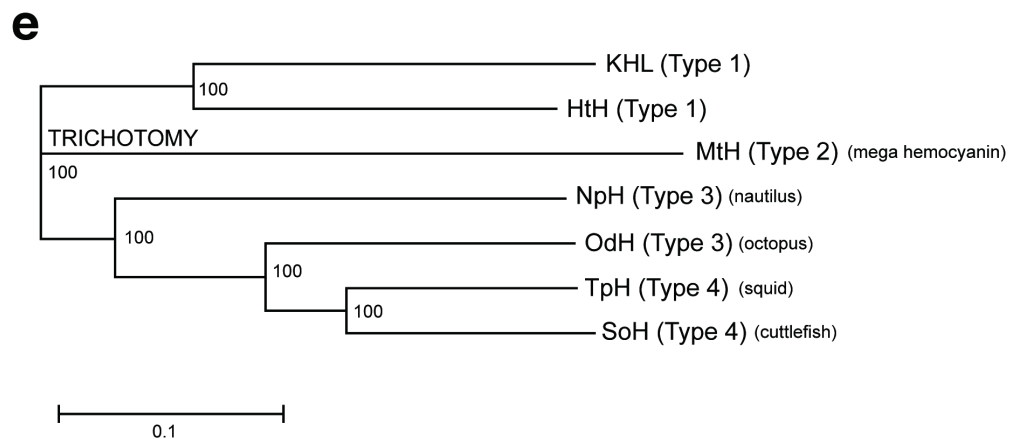 e
KHL (Type 1)
100
HtH (Type 1)
TRICHOTOMY
MtH (Type 2) (mega hemocyanin)
100
NpH (Type 3) (nautilus)
100
OdH (Type 3) (octopus)
100
TpH (Type 4) (squid)
100
SoH (Type 4) (cuttlefish)
0.1